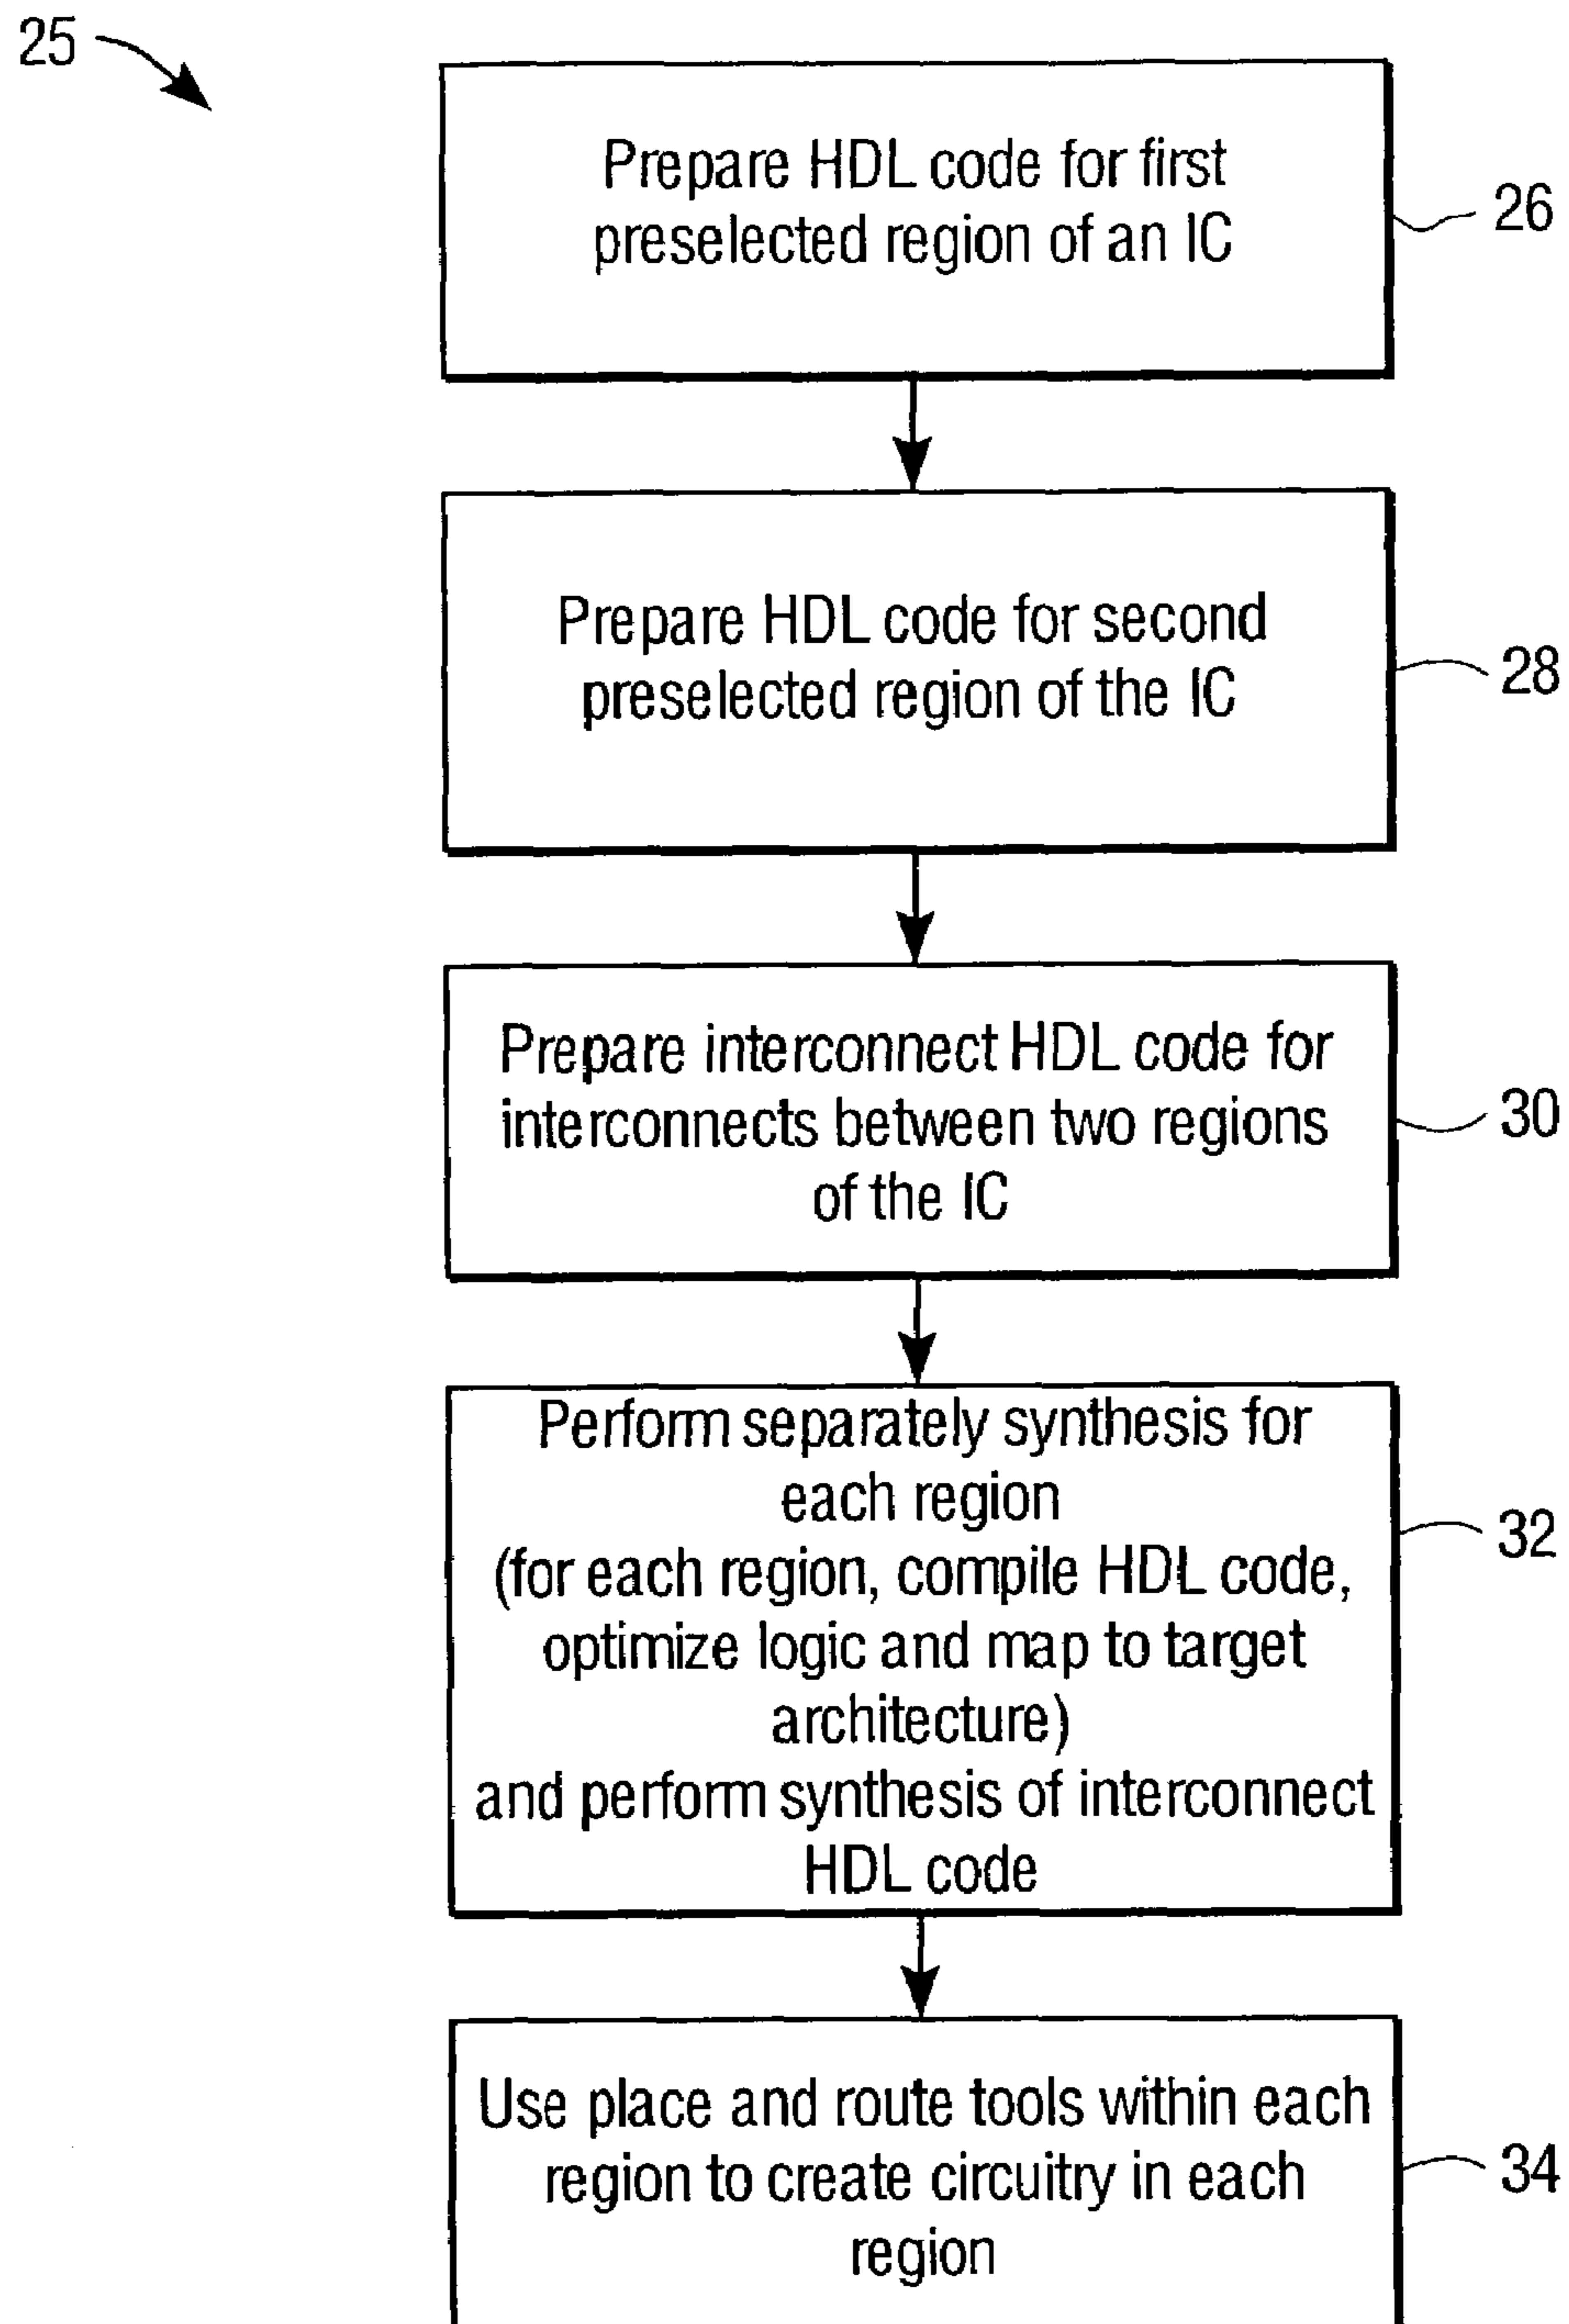 25
Prepare HDL code for first
preselected region of an IC
26
Prepare HDL code for second
preselected region of the IC
28
Prepare interconnect HDL code for
interconnects between two regions
of the IC
30
Perform separately synthesis for
each region
(for each region, compile HDL code,
optimize logic and map to target
architecture)
and perform synthesis of interconnect
HDL code
32
Use place and route tools within each
region to create circuitry in each
region
34